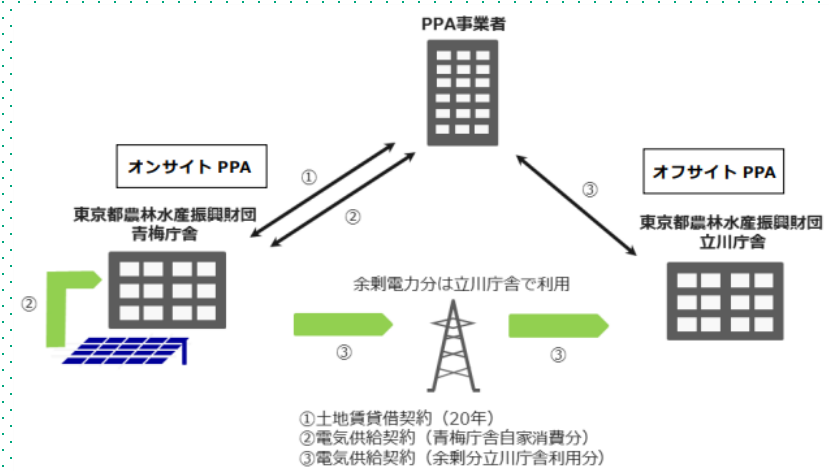 PPA事業者
オンサイト PPA
オフサイト PPA
①
②
③
東京都農林水産振興財団
青梅庁舎
東京都農林水産振興財団
立川庁舎
②
余剰電力分は立川庁舎で利用
③
③
①土地賃貸借契約（20年）
②電気供給契約（青梅庁舎自家消費分）
③電気供給契約（余剰分立川庁舎利用分）